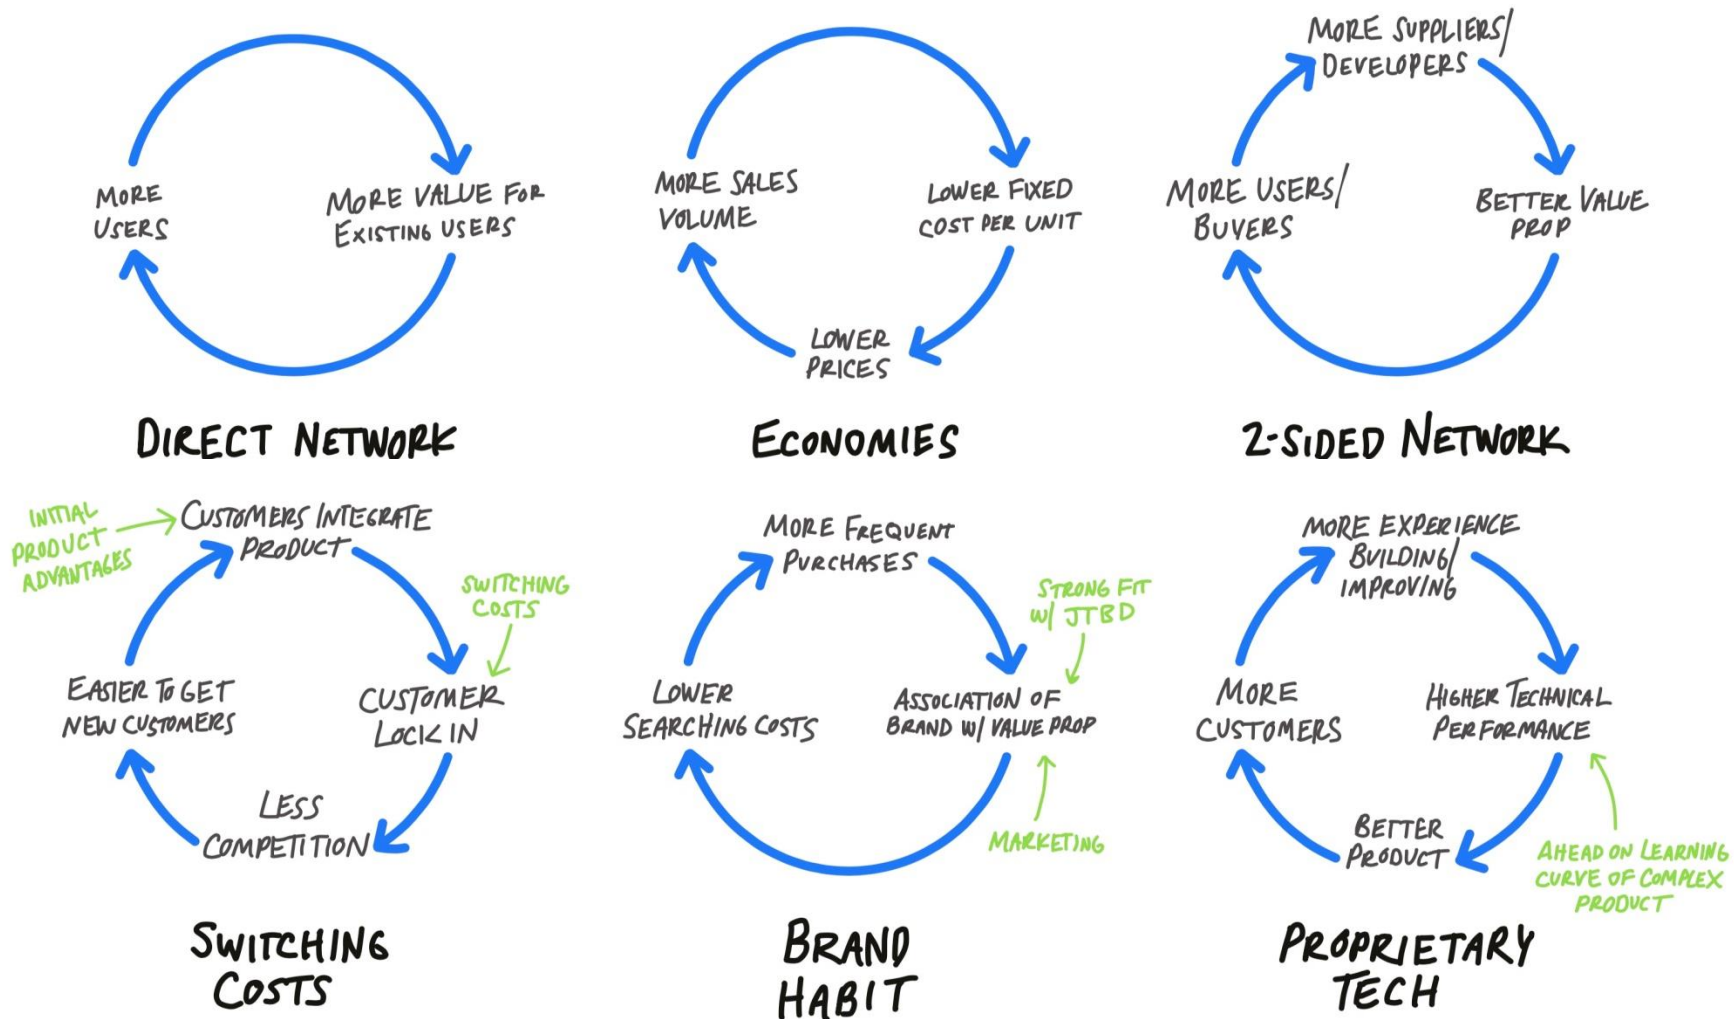 MORE
USERS
MORE VALUE FOR
EXISTING USERS
DIRECT NETWORK
MORE SALES
VOLUME
LOWER FIXED
COST PER UNIT
LOWER
PRICES
ECONOMIES
MORE SUPPLIERS/
DEVELOPERS
MORE USERS/
BUYERS
BETTER VALUE
PROP
2-SIDED NETWORK
INITIAL
PRODUCT
ADVANTAGES
CUSTOMERS INTEGRATE
PRODUCT
SWITCHING
COSTS
EASIER TO GET
NEW CUSTOMERS
CUSTOMER
LOCK IN
LESS
COMPETITION
SWITCHING
COSTS
MORE FREQUENT
PURCHASES
STRONG FIT
W/ JTBD
LOWER
SEARCHING COSTS
ASSOCIATION OF
BRAND W/ VALUE PROP
MARKETING
BRAND
HABIT
MORE EXPERIENCE
BUILDING/
IMPROVING
MORE
CUSTOMERS
HIGHER TECHNICAL
PERFORMANCE
BETTER
PRODUCT
AHEAD ON LEARNING
CURVE OF COMPLEX
PRODUCT
PROPRIETARY
TECH